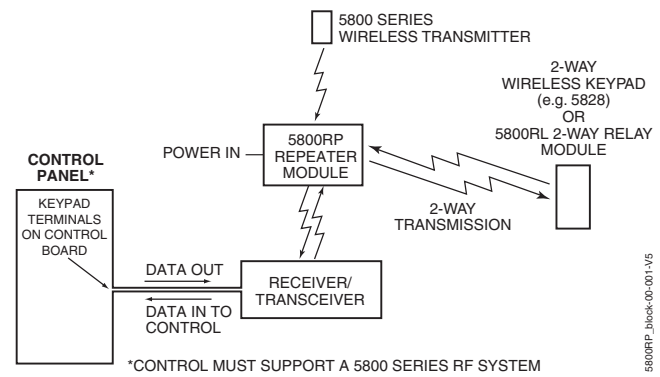 5800 SERIES
WIRELESS TRANSMITTER
2-WAY
WIRELESS KEYPAD
(e.g. 5828)
OR
5800RL 2-WAY RELAY
MODULE
POWER IN
5800RP
REPEATER
MODULE
2-WAY
TRANSMISSION
CONTROL
PANEL*
KEYPAD
TERMINALS
ON CONTROL
BOARD
DATA OUT
DATA IN TO
CONTROL
RECEIVER/
TRANSCEIVER
*CONTROL MUST SUPPORT A 5800 SERIES RF SYSTEM
5800RP_block-00-001-V5